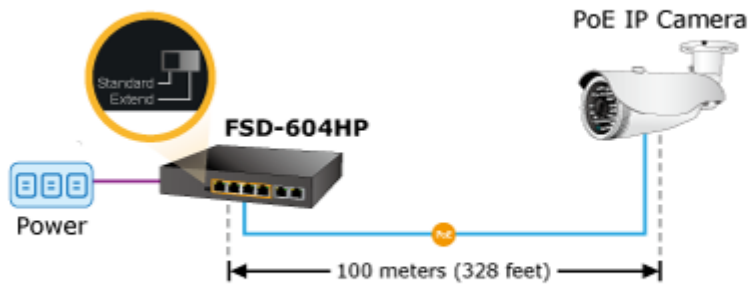 PoE IP Camera
Standard
Extend
FSD-604HP
Power
PoE
100 meters (328 feet)